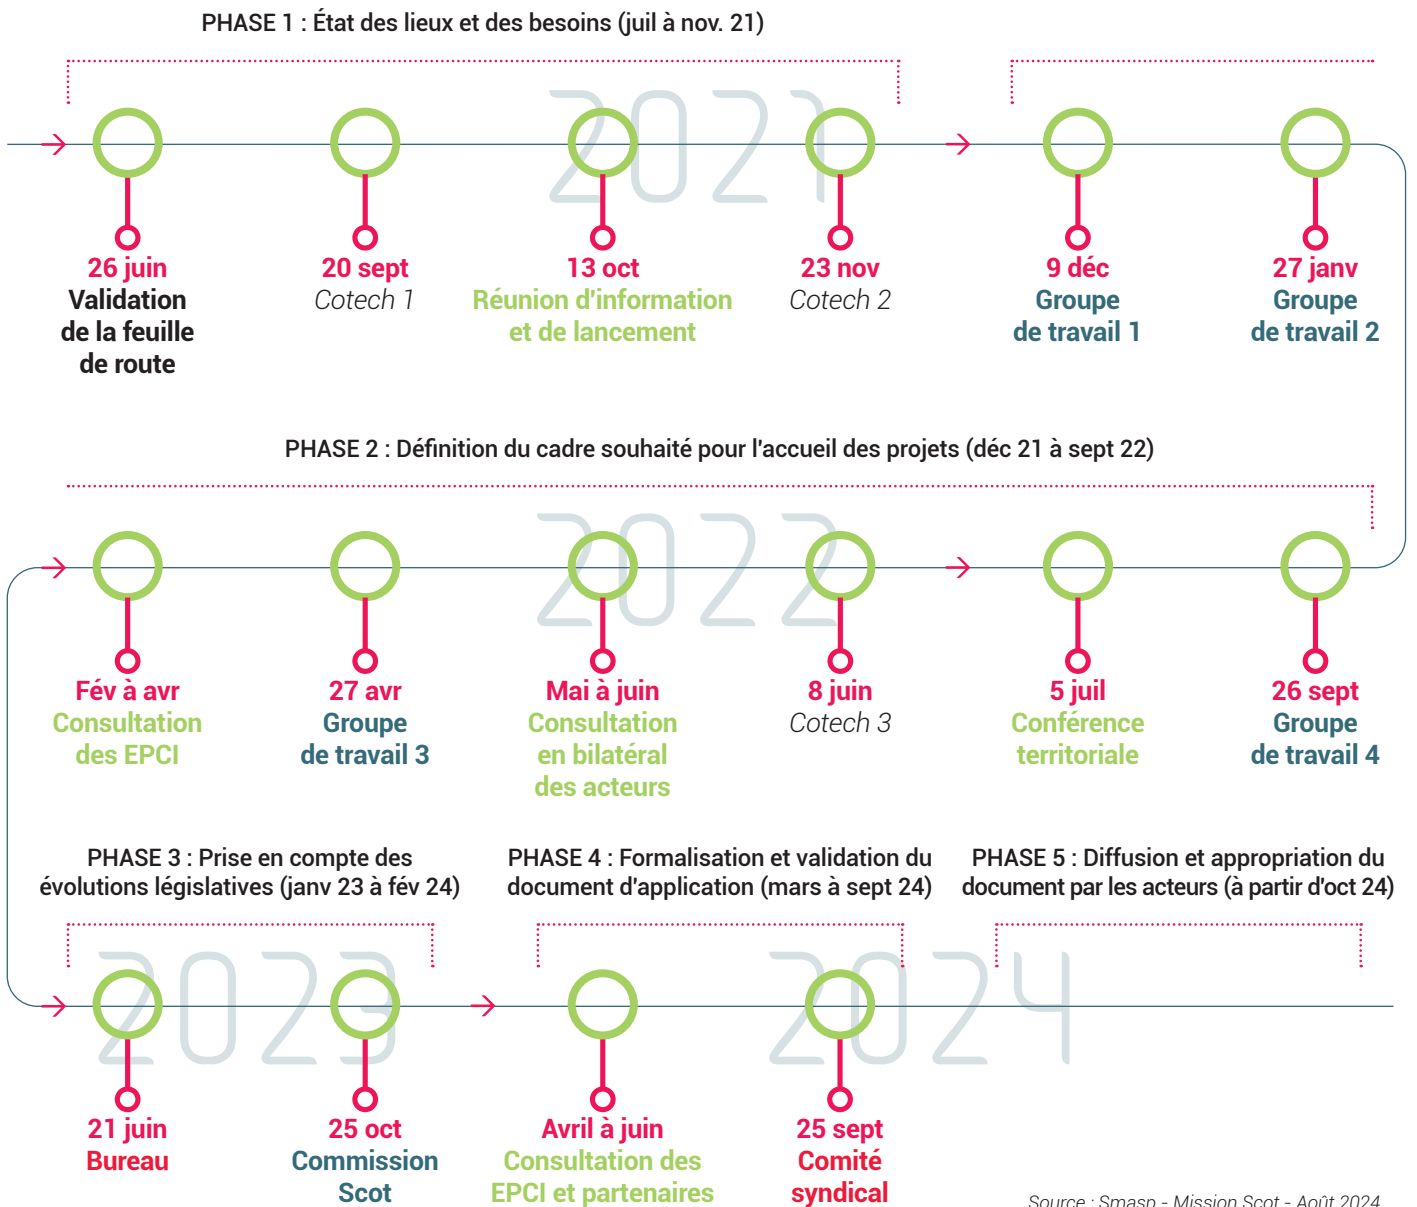 PHASE 1 : État des lieux et des besoins (juil à nov. 21)
2021
26 juin
Validation
de la feuille
de route
20 sept
Cotech 1
13 oct
Réunion d'information
et de lancement
23 nov
Cotech 2
9 déc
Groupe
de travail 1
27 janv
Groupe
de travail 2
PHASE 2 : Définition du cadre souhaité pour l'accueil des projets (déc 21 à sept 22)
2022
Fév à avr
Consultation
des EPCI
27 avr
Groupe
de travail 3
Mai à juin
Consultation
en bilatéral
des acteurs
8 juin
Cotech 3
5 juil
Conférence
territoriale
26 sept
Groupe
de travail 4
PHASE 3 : Prise en compte des
évolutions législatives (janv 23 à fév 24)
PHASE 4 : Formalisation et validation du
document d'application (mars à sept 24)
PHASE 5 : Diffusion et appropriation du
document par les acteurs (à partir d'oct 24)
2023
2024
21 juin
Bureau
25 oct
Commission
Scot
Avril à juin
Consultation des
EPCI et partenaires
25 sept
Comité
syndical
Source : Smasp - Mission Scot - Août 2024